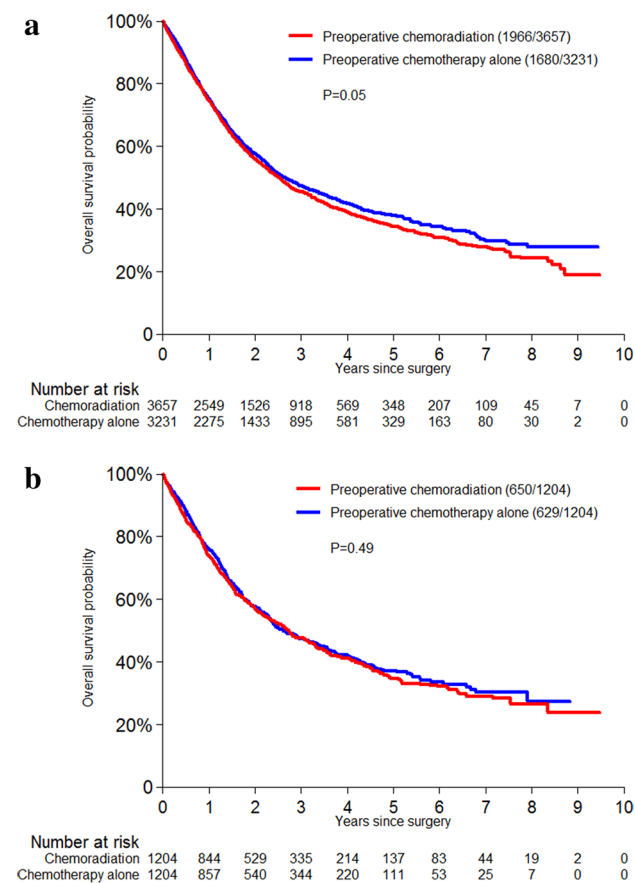 a
100%
80%
60%
40%
20%
0
Overall survival probability
Preoperative chemoradiation (1966/3657)
Preoperative chemotherapy alone (1680/3231)
P=0.05
0 1 2 3 4 5 6 7 8 9 10
Years since surgery
Number at risk
Chemoradiation 3657 2549 1526 918 569 348 207 109 45 7 0
Chemotherapy alone 3231 2275 1433 895 581 329 163 80 30 2 0
b
100%
80%
60%
40%
20%
0
Overall survival probability
Preoperative chemoradiation (650/1204)
Preoperative chemotherapy alone (629/1204)
P=0.49
0 1 2 3 4 5 6 7 8 9 10
Years since surgery
Number at risk
Chemoradiation 1204 844 529 335 214 137 83 44 19 2 0
Chemotherapy alone 1204 857 540 344 220 111 53 25 7 0 0